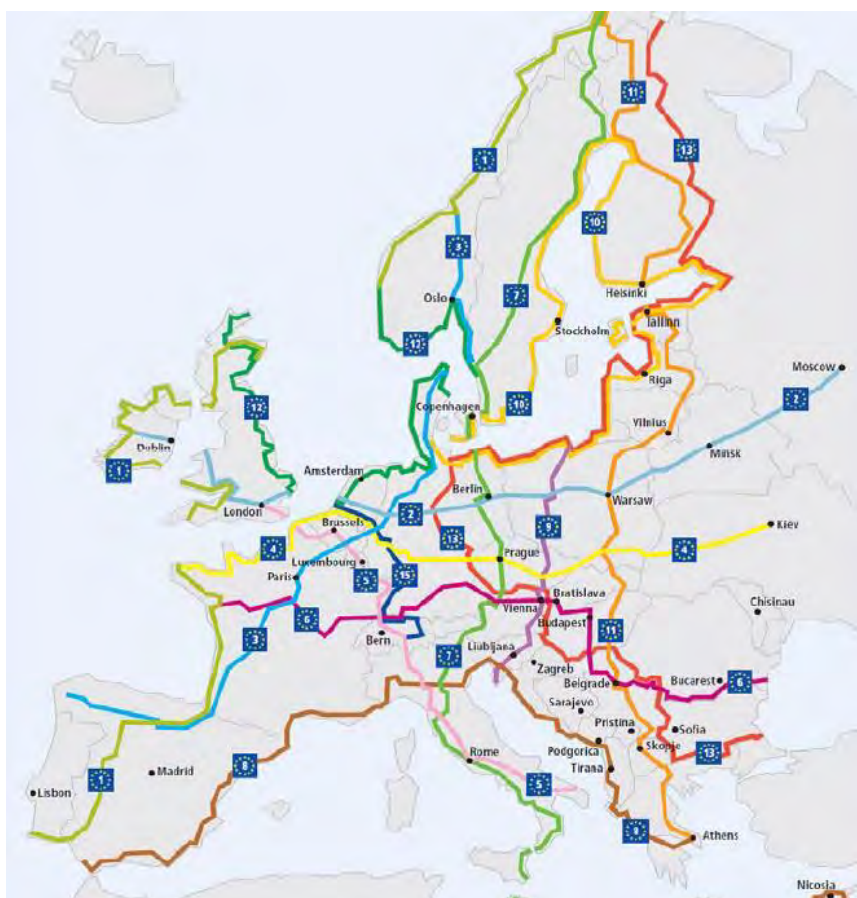 11
1
13
10
3
Oslo
7
Helsinki
12
Stockholm
Tallinn
Moscow
Riga
2
12
Copenhagen
10
Vilnius
Dublin
Minsk
1
Amsterdam
Berlin
Warsaw
London
2
Brussels
9
Kiev
4
13
4
Luxembourg
Prague
Paris
5
15
Vienna
Bratislava
Chisinau
6
Budapest
11
Bern
3
7
Ljubljana
Zagreb
Belgrade
Bucarest
6
Sarajevo
Pristina
Sofia
Podgorica
Skopje
13
Rome
8
Madrid
Tirana
1
5
Lisbon
8
Athens
Nicosia